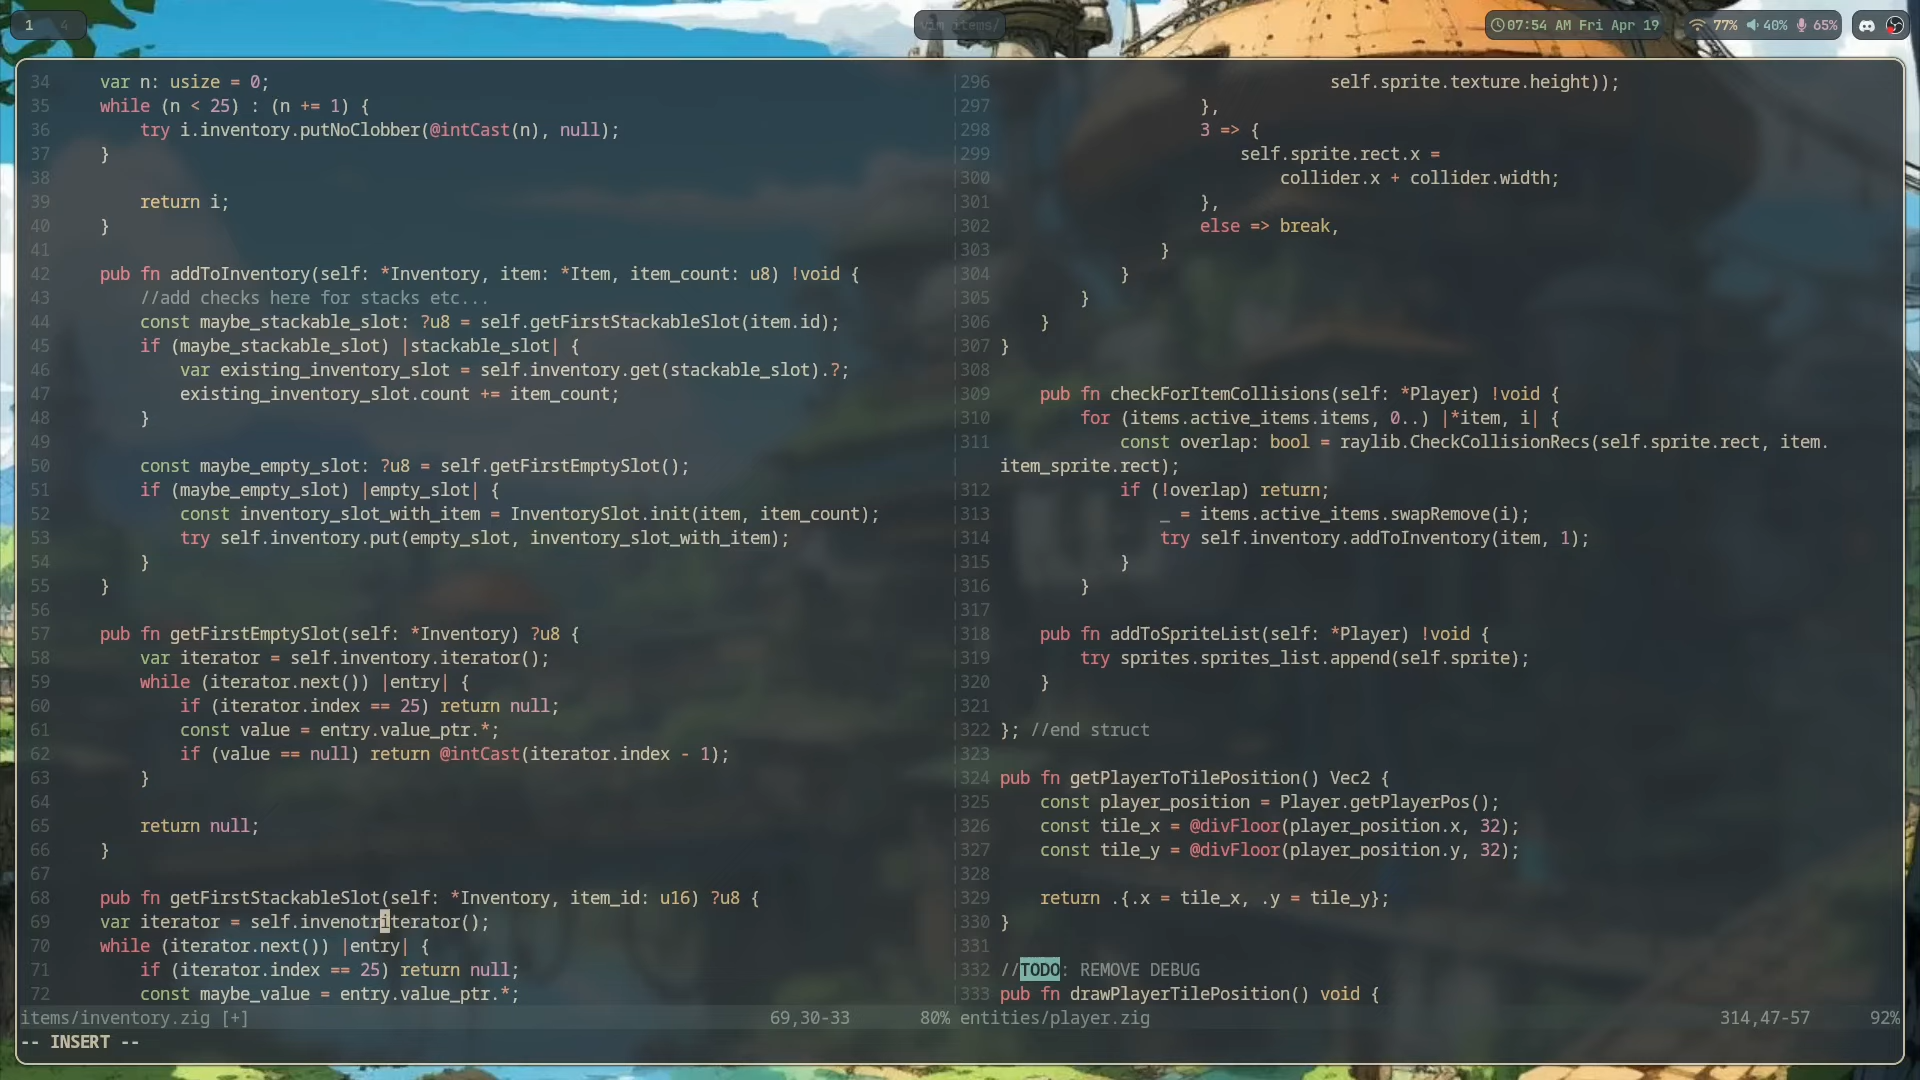 1 4
vim items/
07:54 AM Fri Apr 19
77% 40% 65%
34 var n: usize = 0;
35 while (n < 25) : (n += 1) {
36 try i.inventory.putNoClobber(@intCast(n), null);
37 }
38
39 return i;
40 }
41
42 pub fn addToInventory(self: *Inventory, item: *Item, item_count: u8) !void {
43 //add checks here for stacks etc...
44 const maybe_stackable_slot: ?u8 = self.getFirstStackableSlot(item.id);
45 if (maybe_stackable_slot) |stackable_slot| {
46 var existing_inventory_slot = self.inventory.get(stackable_slot).?;
47 existing_inventory_slot.count += item_count;
48 }
49
50 const maybe_empty_slot: ?u8 = self.getFirstEmptySlot();
51 if (maybe_empty_slot) |empty_slot| {
52 const inventory_slot_with_item = InventorySlot.init(item, item_count);
53 try self.inventory.put(empty_slot, inventory_slot_with_item);
54 }
55 }
56
57 pub fn getFirstEmptySlot(self: *Inventory) ?u8 {
58 var iterator = self.inventory.iterator();
59 while (iterator.next()) |entry| {
60 if (iterator.index == 25) return null;
61 const value = entry.value_ptr.*;
62 if (value == null) return @intCast(iterator.index - 1);
63 }
64
65 return null;
66 }
67
68 pub fn getFirstStackableSlot(self: *Inventory, item_id: u16) ?u8 {
69 var iterator = self.invenotriterator();
70 while (iterator.next()) |entry| {
71 if (iterator.index == 25) return null;
72 const maybe_value = entry.value_ptr.*;
items/inventory.zig [+] 69,30-33 80%
-- INSERT --
296 self.sprite.texture.height));
297 },
298 3 => {
299 self.sprite.rect.x =
300 collider.x + collider.width;
301 },
302 else => break,
303 }
304 }
305 }
306 }
307 }
308
309 pub fn checkForItemCollisions(self: *Player) !void {
310 for (items.active_items.items, 0..) |*item, i| {
311 const overlap: bool = raylib.CheckCollisionRecs(self.sprite.rect, item.
item_sprite.rect);
312 if (!overlap) return;
313 _ = items.active_items.swapRemove(i);
314 try self.inventory.addToInventory(item, 1);
315 }
316 }
317
318 pub fn addToSpriteList(self: *Player) !void {
319 try sprites.sprites_list.append(self.sprite);
320 }
321
322 }; //end struct
323
324 pub fn getPlayerToTilePosition() Vec2 {
325 const player_position = Player.getPlayerPos();
326 const tile_x = @divFloor(player_position.x, 32);
327 const tile_y = @divFloor(player_position.y, 32);
328
329 return .{.x = tile_x, .y = tile_y};
330 }
331
332 //TODO: REMOVE DEBUG
333 pub fn drawPlayerTilePosition() void {
entities/player.zig 314,47-57 92%